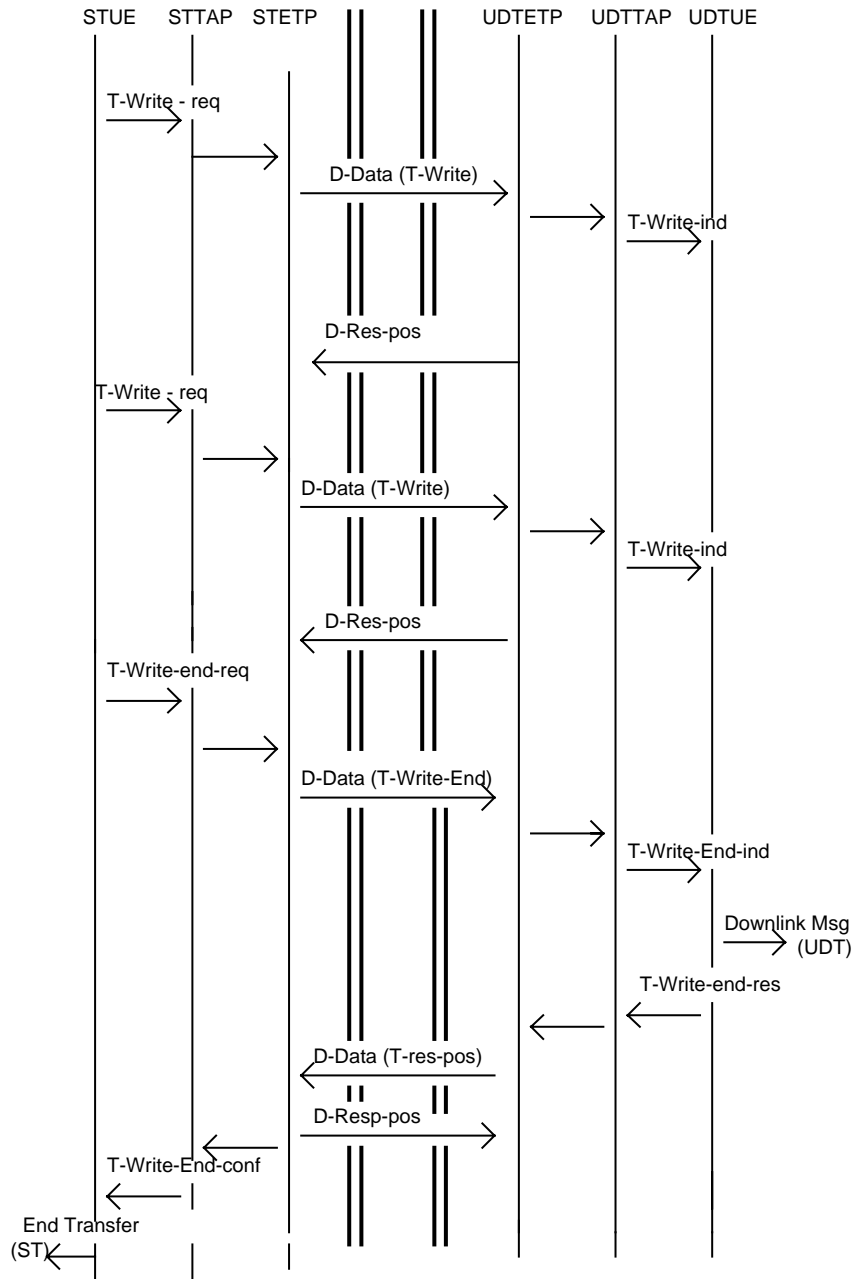 STUE STTAP STETP UDTETP UDTTAP UDTUE
T-Write - req
D-Data (T-Write)
T-Write-ind
D-Res-pos
T-Write - req
D-Data (T-Write)
T-Write-ind
D-Res-pos
T-Write-end-req
D-Data (T-Write-End)
T-Write-End-ind
Downlink Msg
(UDT)
T-Write-end-res
D-Data (T-res-pos)
D-Resp-pos
T-Write-End-conf
End Transfer
(ST)